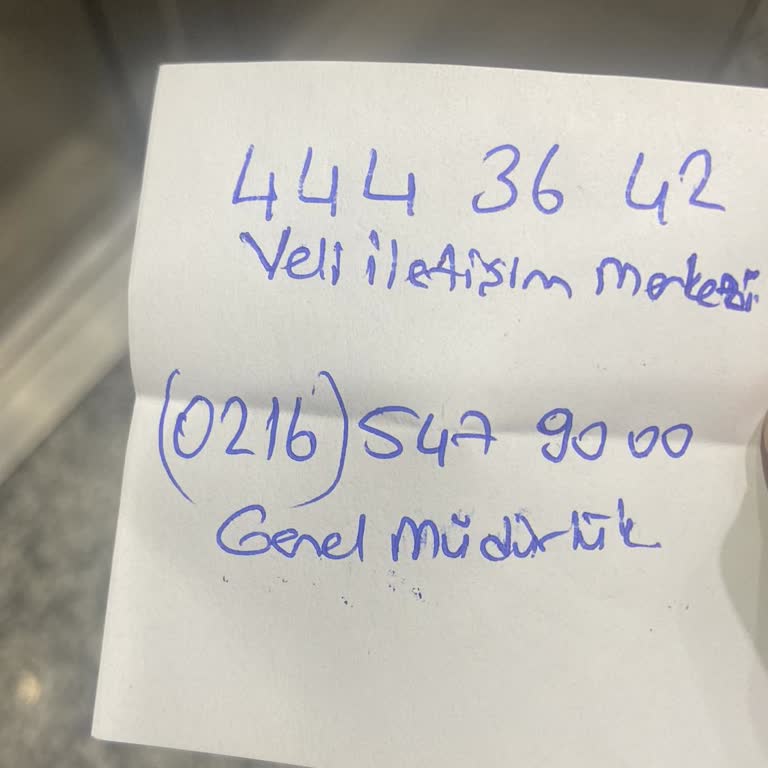 444 36 42
Veli iletişim Merkezi
(0216) 547 90 00
Genel Müdürlük